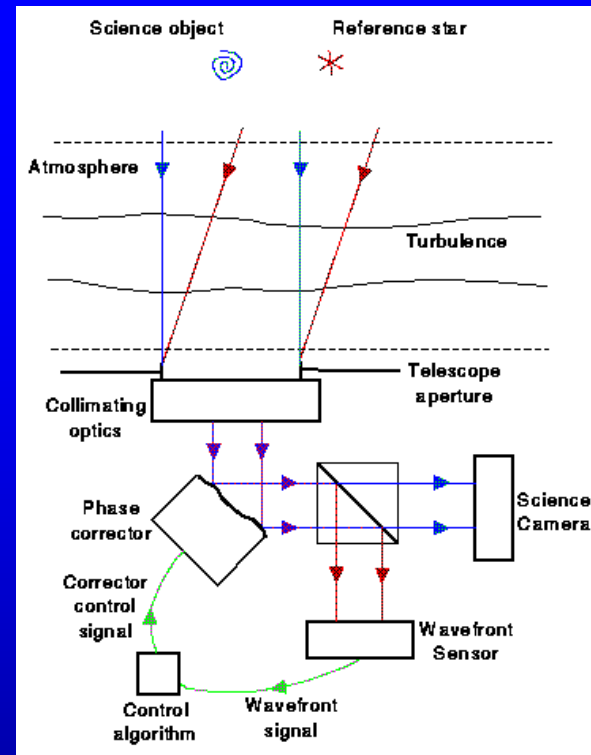 Science object
Reference star
Atmosphere
Turbulence
Telescope
aperture
Collimating
optics
Phase
corrector
Science
Camera
Corrector
control
signal
Wavefront
Sensor
Control
algorithm
Wavefront
signal